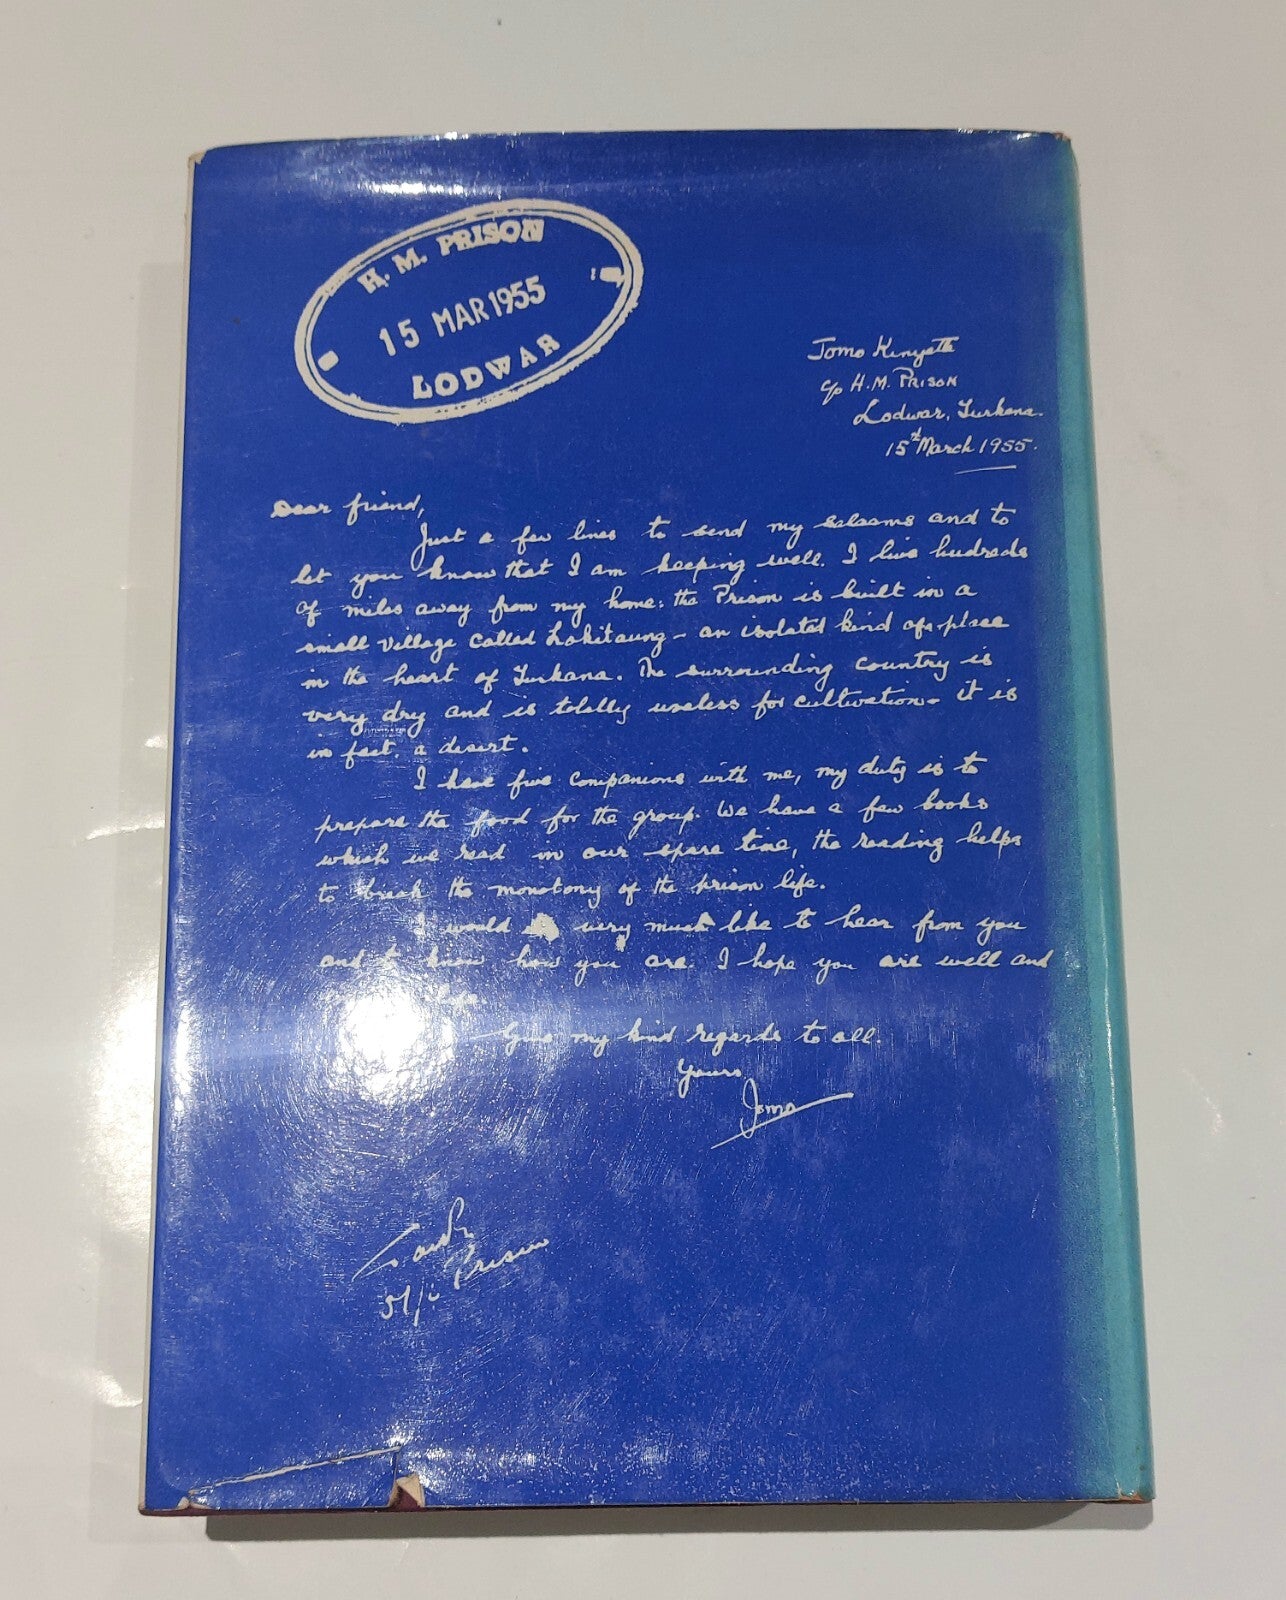 H. M. PRISON
15 MAR 1955
LODWAR
Jomo Kenyatta
c/o H.M. PRISON
Lodwar, Turkana.
15th March 1955.
Dear friend,
Just a few lines to send my salaams and to
let you know that I am keeping well. I live hudreds
of miles away from my home: the Prison is built in a
small village called Lokitaung – an isolated kind of place
in the heart of Turkana. The surrounding country is
very dry and is totally useless for cultivation – it is
in fact, a desert.
I have five companions with me, my duty is to
prepare the food for the group. We have a few books
which we read in our spare time, the reading helps
to break the monotony of the prison life.
I would very much like to hear from you
and to know how you are. I hope you are well and
Give my kind regards to all.
Yours
Jomo
Prison